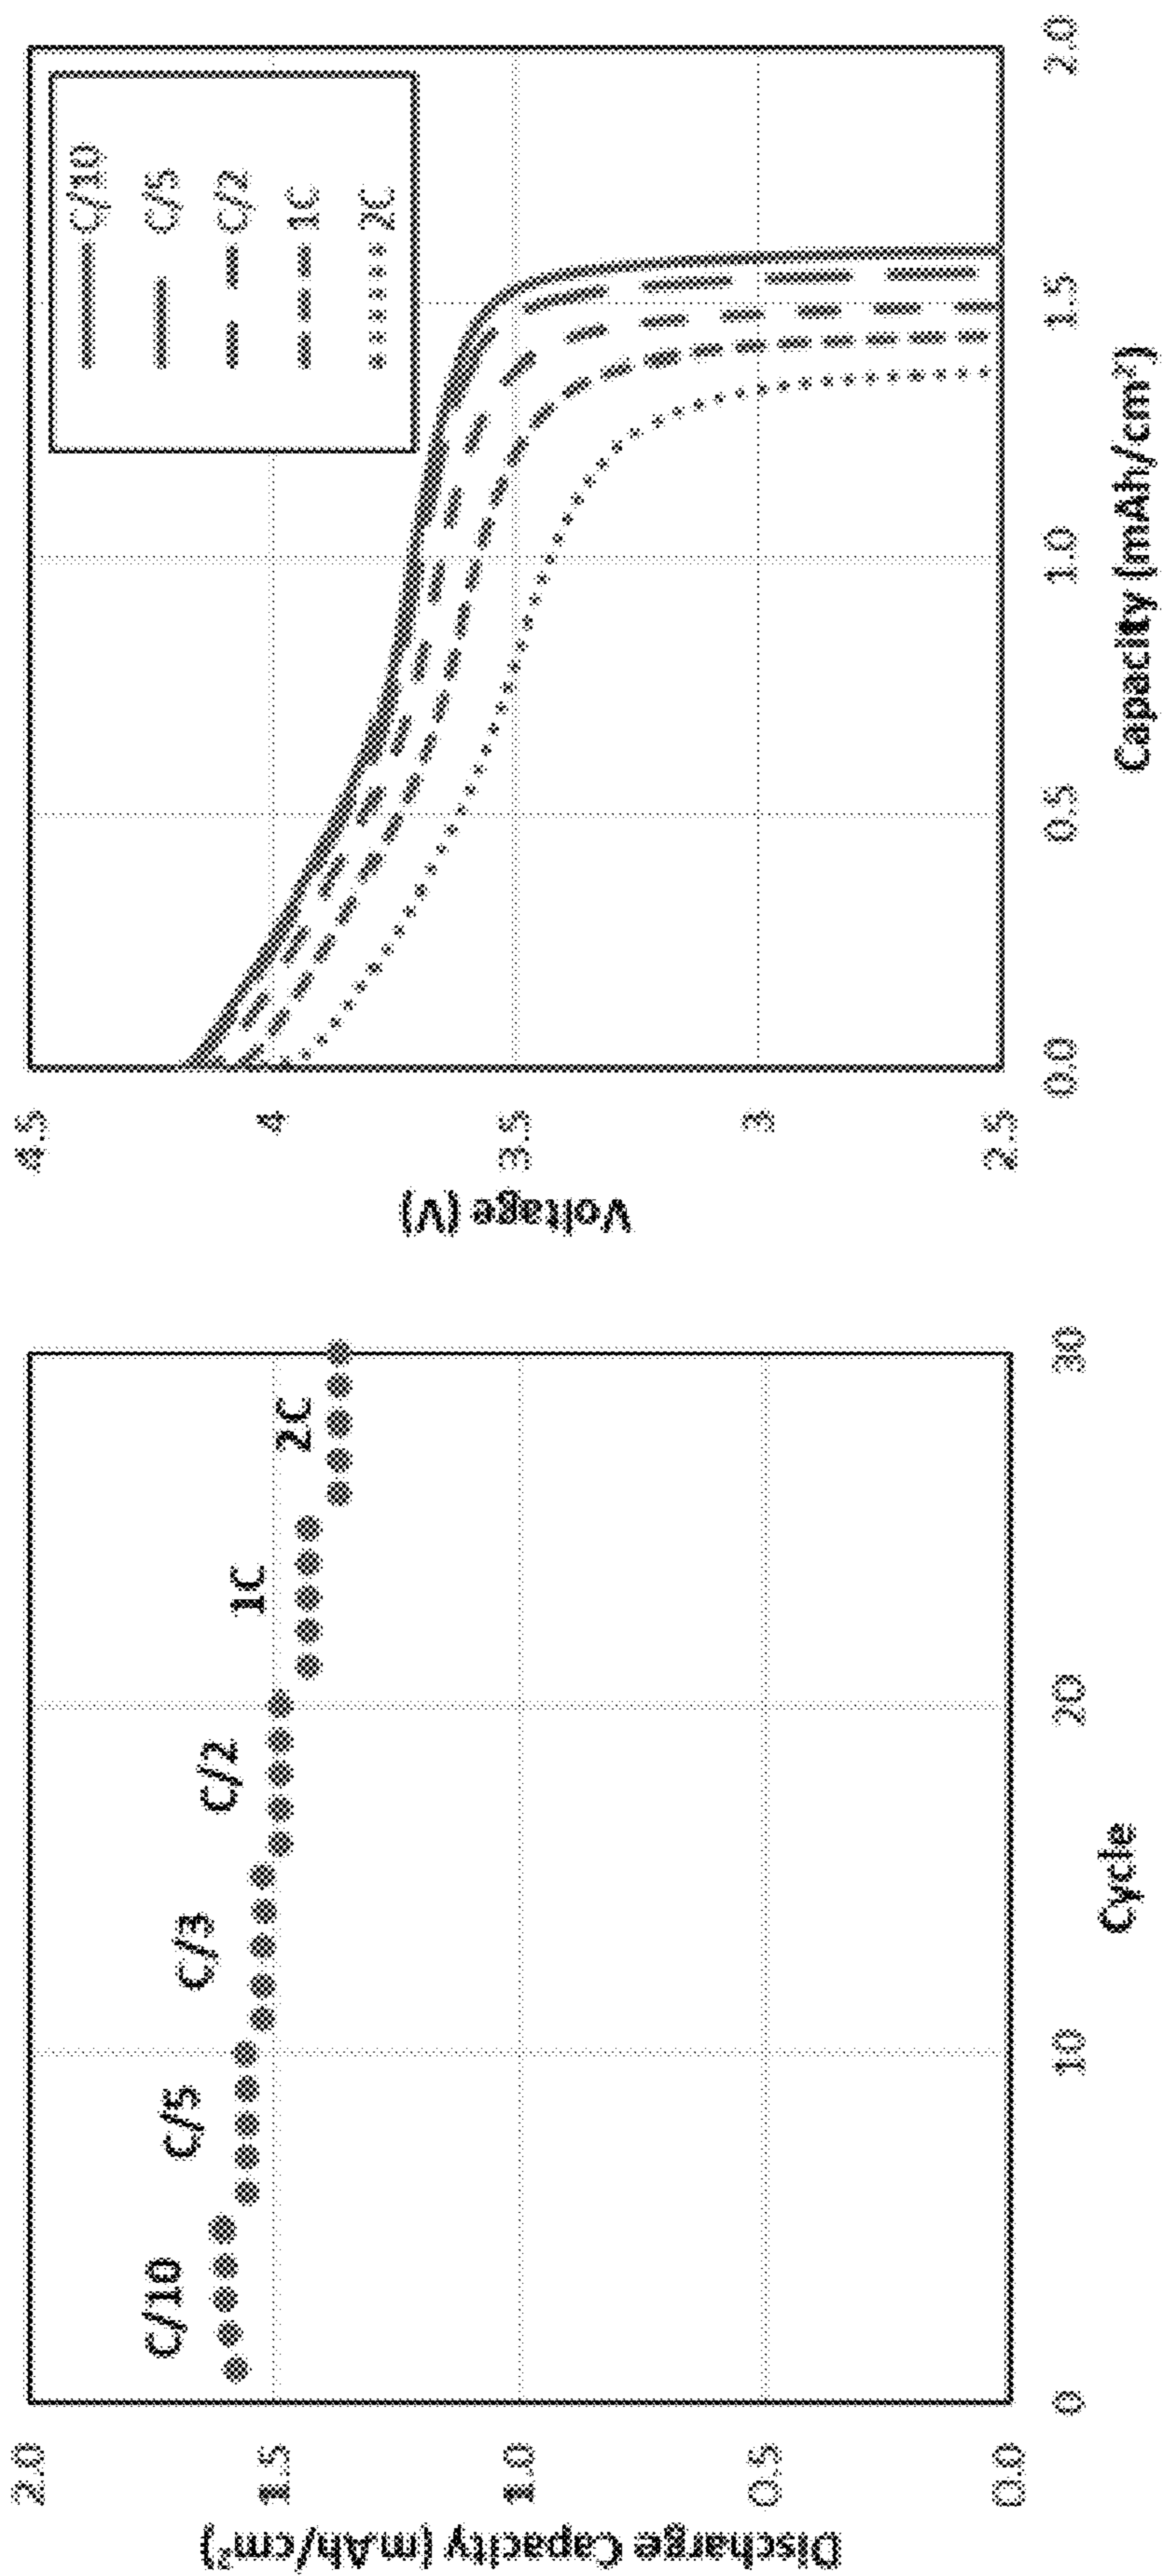 2.0
1.5
1.0
0.5
0.0
Discharge Capacity (mAh/cm²)
C/10
C/5
C/3
C/2
1C
2C
0
10
20
30
Cycle
4.5
4
3.5
3
2.5
Voltage (V)
C/10
C/5
C/2
1C
2C
0.0
0.5
1.0
1.5
2.0
Capacity (mAh/cm²)